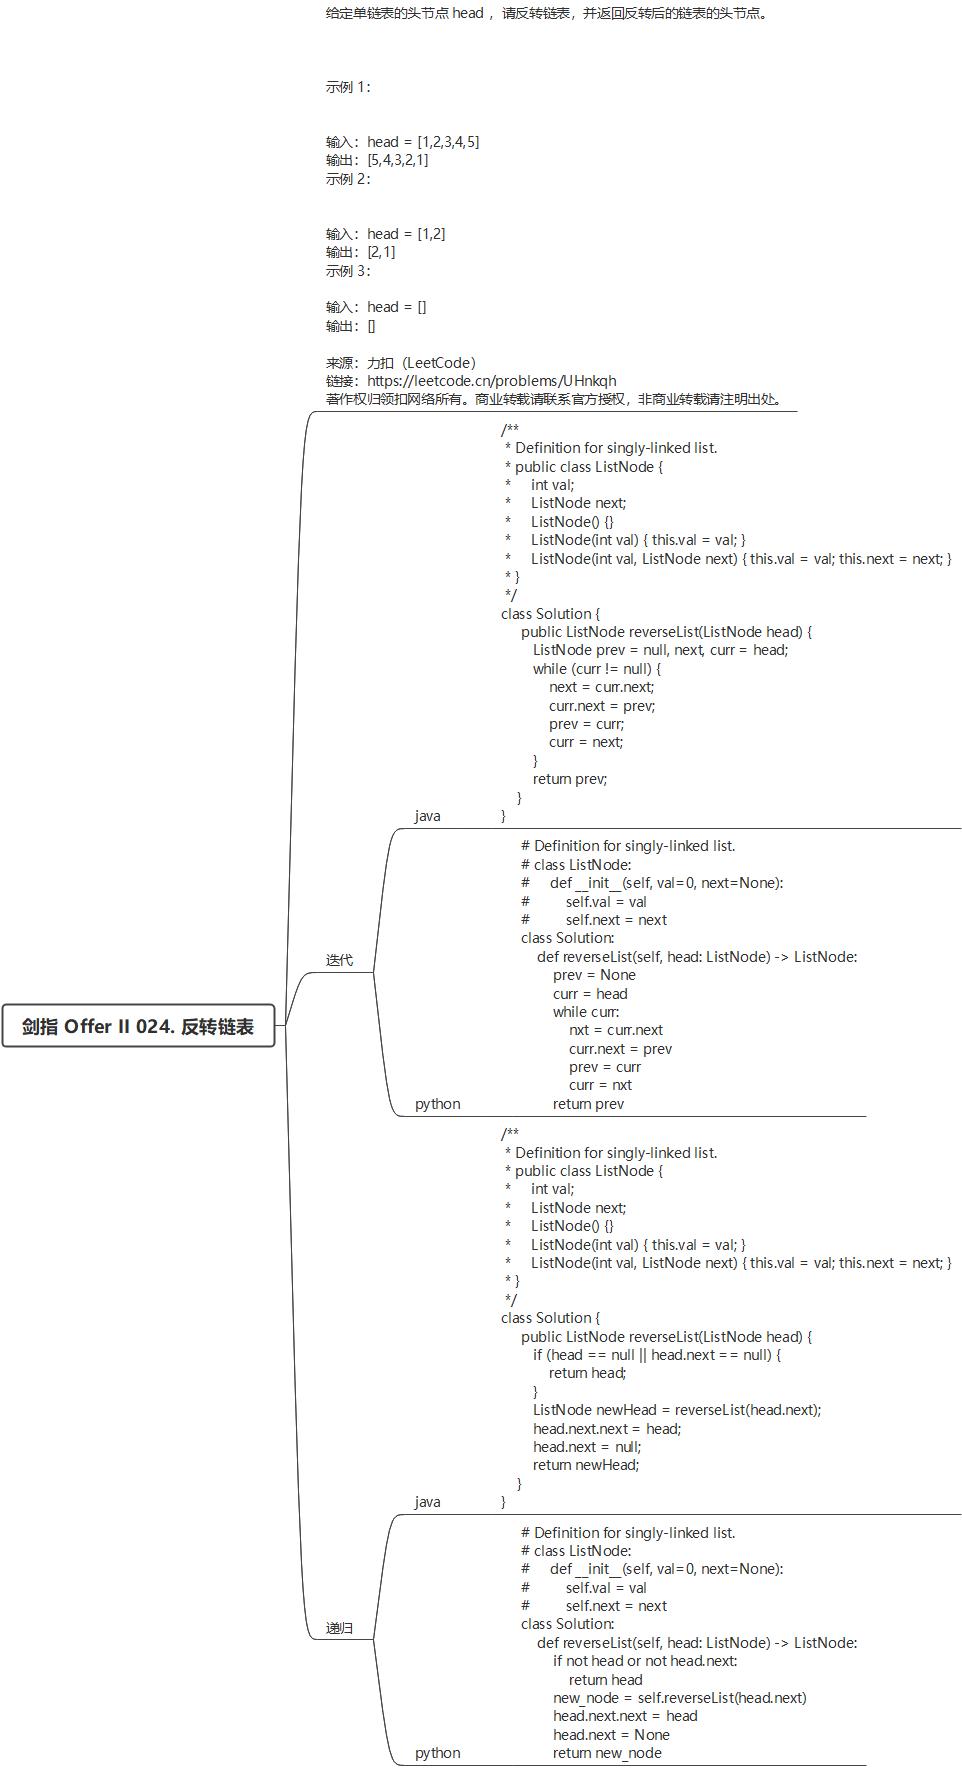 给定单链表的头节点 head ，请反转链表，并返回反转后的链表的头节点。
示例 1：
输入：head = [1,2,3,4,5]
输出：[5,4,3,2,1]
示例 2：
输入：head = [1,2]
输出：[2,1]
示例 3：
输入：head = []
输出：[]
来源：力扣（LeetCode）
链接：https://leetcode.cn/problems/UHnkqh
著作权归领扣网络所有。商业转载请联系官方授权，非商业转载请注明出处。
/**
 * Definition for singly-linked list.
 * public class ListNode {
 *     int val;
 *     ListNode next;
 *     ListNode() {}
 *     ListNode(int val) { this.val = val; }
 *     ListNode(int val, ListNode next) { this.val = val; this.next = next; }
 * }
 */
class Solution {
     public ListNode reverseList(ListNode head) {
        ListNode prev = null, next, curr = head;
        while (curr != null) {
            next = curr.next;
            curr.next = prev;
            prev = curr;
            curr = next;
        }
        return prev;
    }
java
}
# Definition for singly-linked list.
# class ListNode:
#     def __init__(self, val=0, next=None):
#         self.val = val
#         self.next = next
class Solution:
迭代
    def reverseList(self, head: ListNode) -> ListNode:
        prev = None
        curr = head
        while curr:
剑指 Offer II 024. 反转链表
            nxt = curr.next
            curr.next = prev
            prev = curr
            curr = nxt
python
        return prev
/**
 * Definition for singly-linked list.
 * public class ListNode {
 *     int val;
 *     ListNode next;
 *     ListNode() {}
 *     ListNode(int val) { this.val = val; }
 *     ListNode(int val, ListNode next) { this.val = val; this.next = next; }
 * }
 */
class Solution {
     public ListNode reverseList(ListNode head) {
        if (head == null || head.next == null) {
            return head;
        }
        ListNode newHead = reverseList(head.next);
        head.next.next = head;
        head.next = null;
        return newHead;
    }
java
}
# Definition for singly-linked list.
# class ListNode:
#     def __init__(self, val=0, next=None):
#         self.val = val
#         self.next = next
class Solution:
递归
    def reverseList(self, head: ListNode) -> ListNode:
        if not head or not head.next:
            return head
        new_node = self.reverseList(head.next)
        head.next.next = head
        head.next = None
python
        return new_node